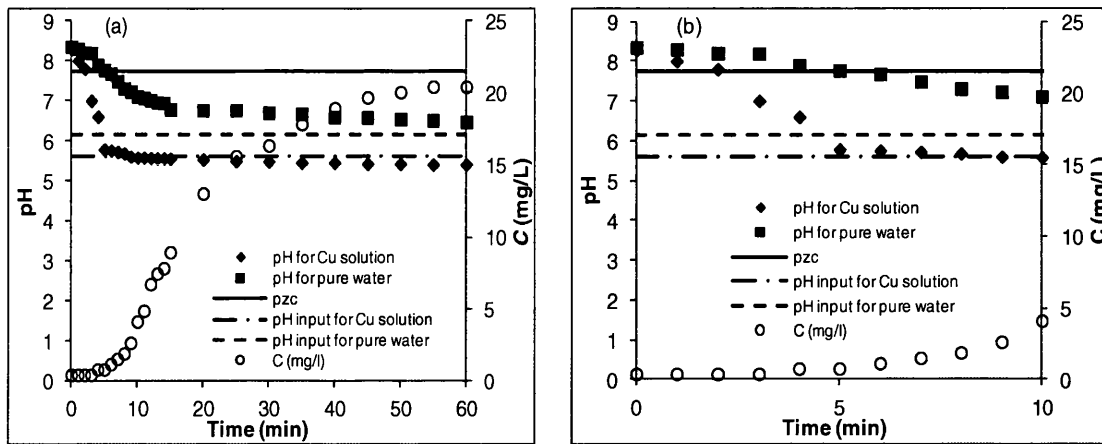 (a)
9
8
7
6
5
4
3
2
1
0
pH
25
20
15
10
5
0
C (mg/L)
pH for Cu solution
pH for pure water
pzc
pH input for Cu solution
pH input for pure water
C (mg/l)
0 10 20 30 40 50 60
Time (min)
(b)
9
8
7
6
5
4
3
2
1
0
pH
25
20
15
10
5
0
C (mg/L)
pH for Cu solution
pH for pure water
pzc
pH input for Cu solution
pH input for pure water
C (mg/l)
0 5 10
Time (min)